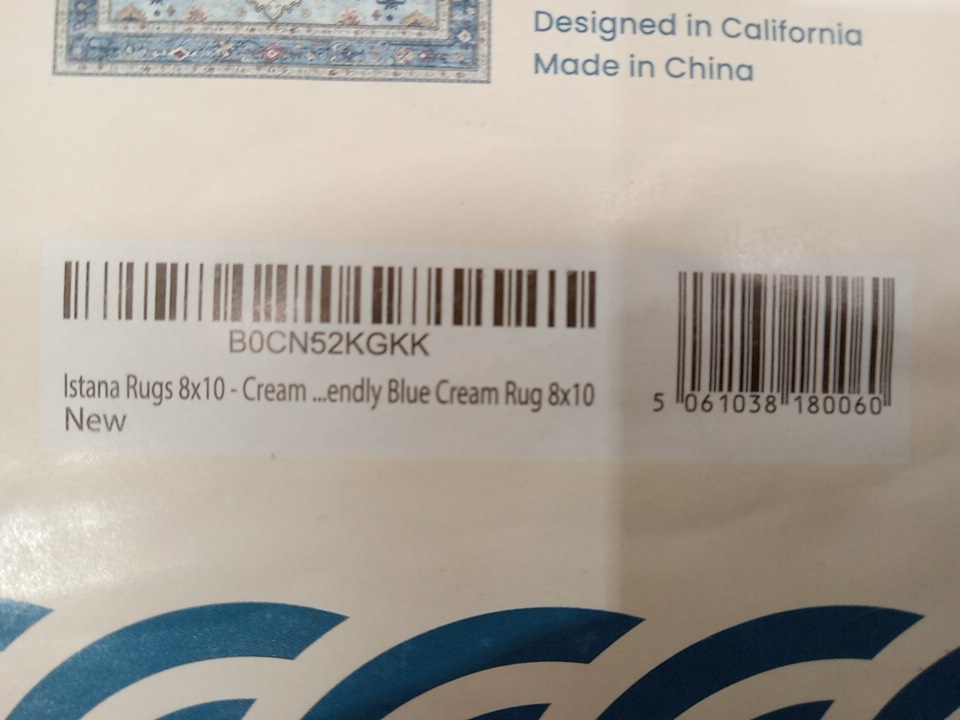 Designed in California
Made in China
B0CN52KGKK
Istana Rugs 8x10 - Cream ...endly Blue Cream Rug 8x10
New
5 061038 180060